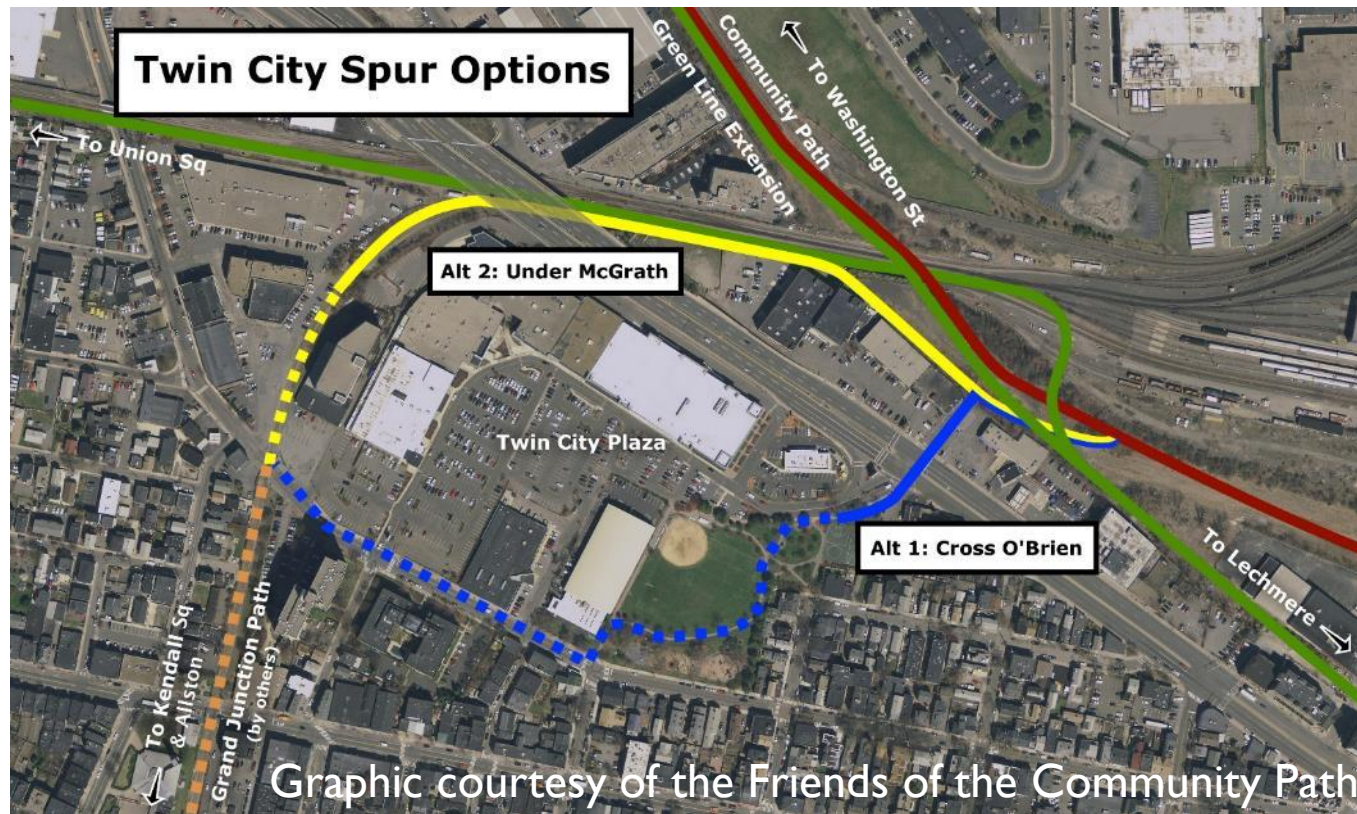 Twin City Spur Options
To Union Sq
Green Line Extension
Community Path
To Washington St
Alt 2: Under McGrath
Twin City Plaza
Alt 1: Cross O'Brien
To Lechmere
To Kendall Sq
& Allston
Grand Junction Path
(by others)
Graphic courtesy of the Friends of the Community Path